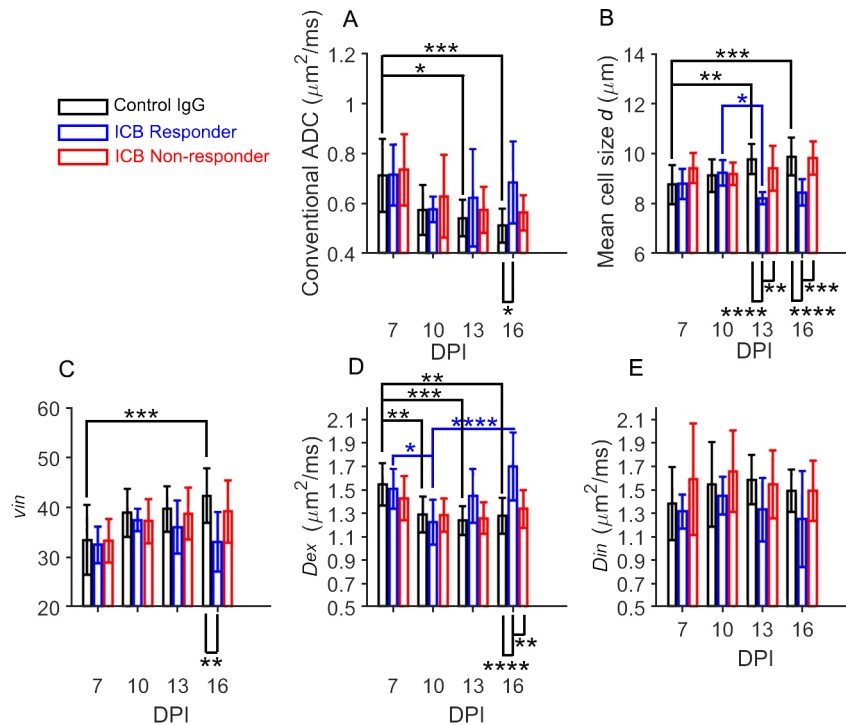 Control IgG
ICB Responder
ICB Non-responder
A
Conventional ADC (μm²/ms)
1.2
1
0.8
0.6
0.4
***
*
*
7 10 13 16
DPI
B
Mean cell size d (μm)
14
12
10
8
6
***
**
*
**
****
***
****
7 10 13 16
DPI
C
vin
60
50
40
30
20
***
**
7 10 13 16
DPI
D
Dex (μm²/ms)
2.1
1.9
1.7
1.5
1.3
1.1
0.9
0.7
0.5
**
***
**
****
*
**
****
7 10 13 16
DPI
E
Din (μm²/ms)
2.1
1.9
1.7
1.5
1.3
1.1
0.9
0.7
0.5
7 10 13 16
DPI